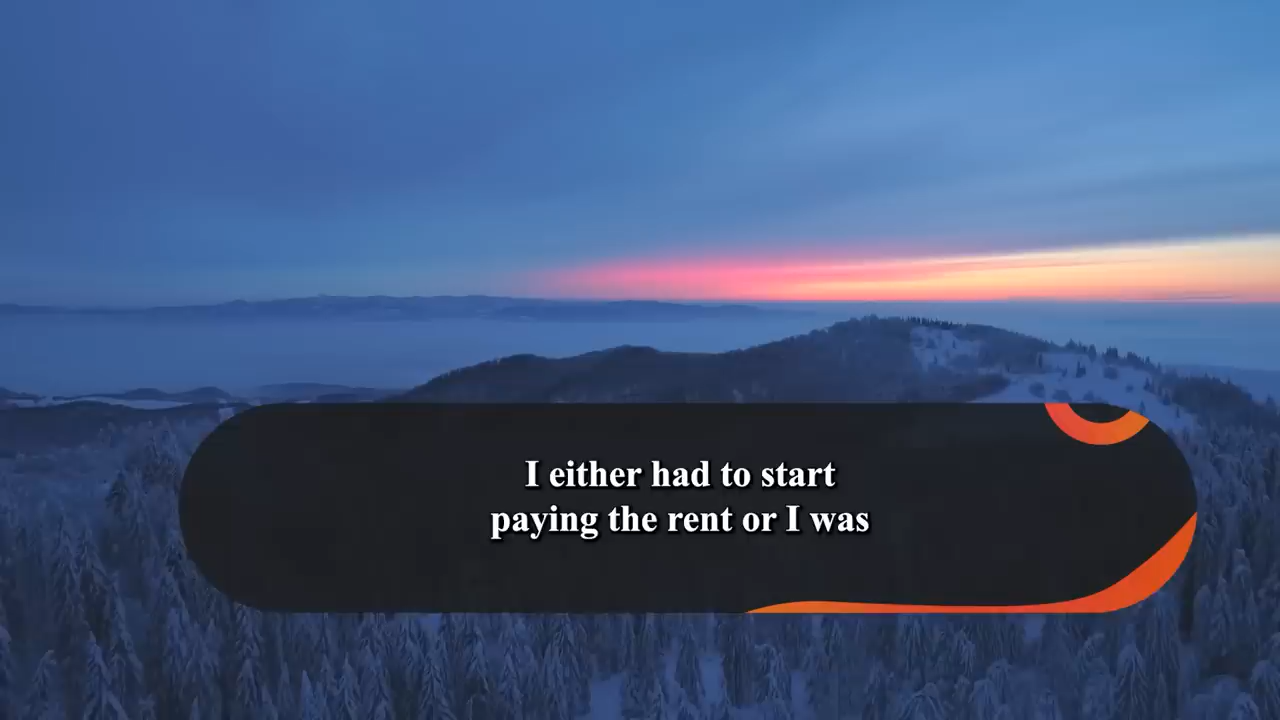 I either had to start
paying the rent or I was